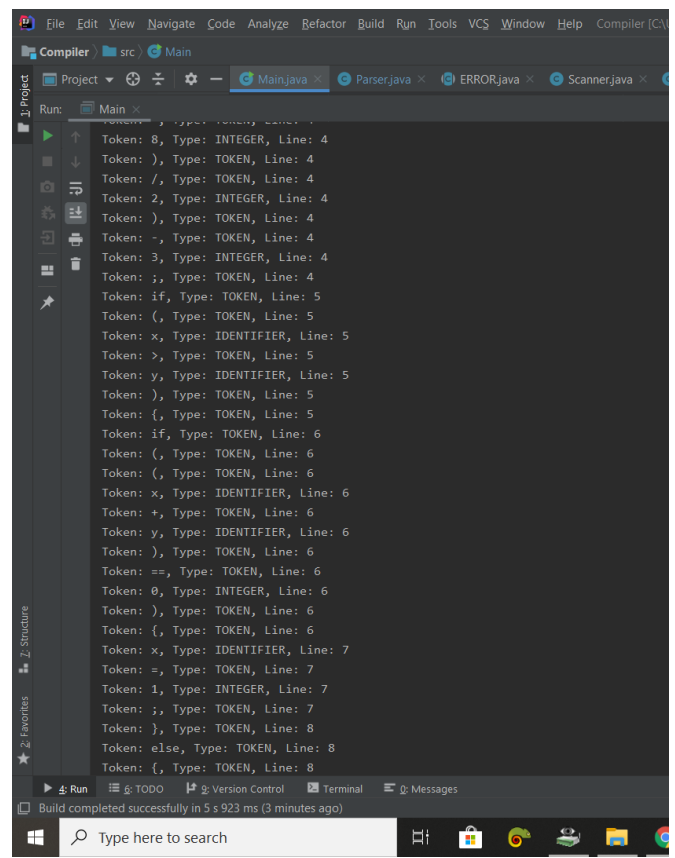 File Edit View Navigate Code Analyze Refactor Build Run Tools VCS Window Help Compiler [C:\
Compiler src Main
Project Main.java Parser.java ERROR.java Scanner.java
1: Project
Run: Main
Token: 8, Type: INTEGER, Line: 4
Token: ), Type: TOKEN, Line: 4
Token: /, Type: TOKEN, Line: 4
Token: 2, Type: INTEGER, Line: 4
Token: ), Type: TOKEN, Line: 4
Token: -, Type: TOKEN, Line: 4
Token: 3, Type: INTEGER, Line: 4
Token: ;, Type: TOKEN, Line: 4
Token: if, Type: TOKEN, Line: 5
Token: (, Type: TOKEN, Line: 5
Token: x, Type: IDENTIFIER, Line: 5
Token: >, Type: TOKEN, Line: 5
Token: y, Type: IDENTIFIER, Line: 5
Token: ), Type: TOKEN, Line: 5
Token: {, Type: TOKEN, Line: 5
Token: if, Type: TOKEN, Line: 6
Token: (, Type: TOKEN, Line: 6
Token: (, Type: TOKEN, Line: 6
Token: x, Type: IDENTIFIER, Line: 6
Token: +, Type: TOKEN, Line: 6
Token: y, Type: IDENTIFIER, Line: 6
Token: ), Type: TOKEN, Line: 6
Token: ==, Type: TOKEN, Line: 6
Token: 0, Type: INTEGER, Line: 6
Token: ), Type: TOKEN, Line: 6
Token: {, Type: TOKEN, Line: 6
Token: x, Type: IDENTIFIER, Line: 7
Token: =, Type: TOKEN, Line: 7
Token: 1, Type: INTEGER, Line: 7
Token: ;, Type: TOKEN, Line: 7
Token: }, Type: TOKEN, Line: 8
Token: else, Type: TOKEN, Line: 8
Token: {, Type: TOKEN, Line: 8
7: Structure
2: Favorites
4: Run 6: TODO 9: Version Control Terminal 0: Messages
Build completed successfully in 5 s 923 ms (3 minutes ago)
Type here to search